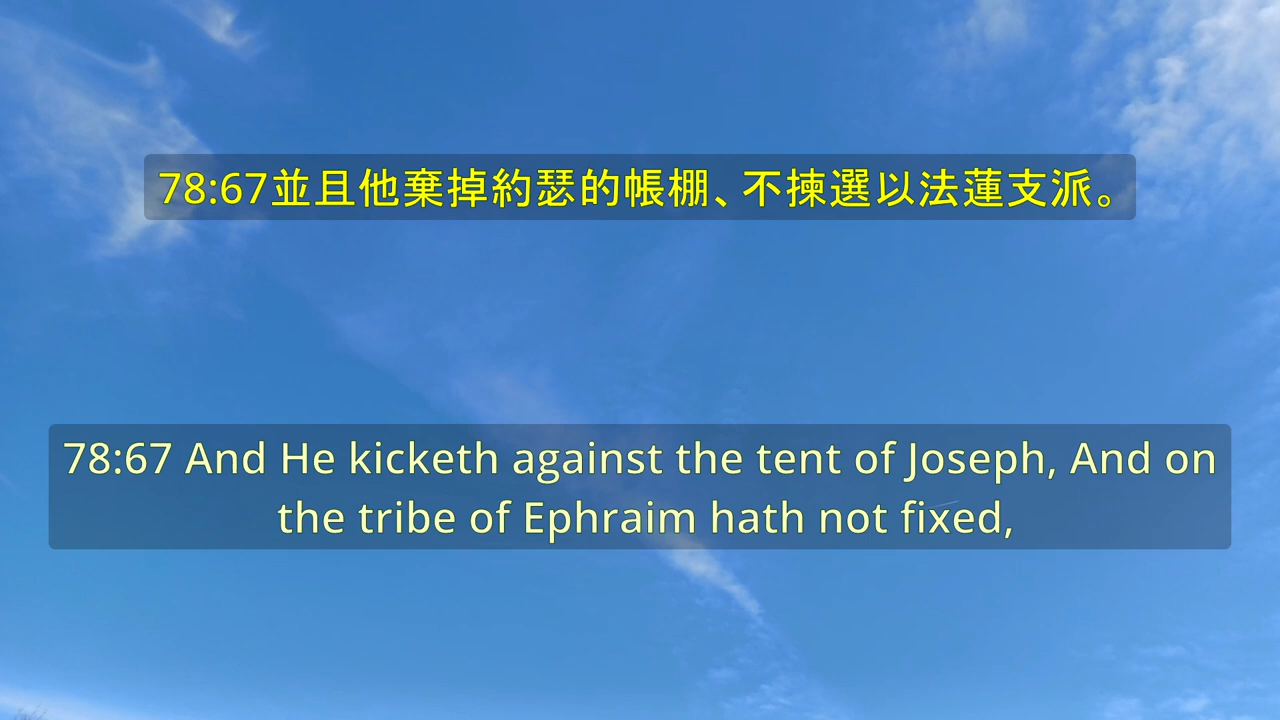 78:67並且他棄掉約瑟的帳棚、不揀選以法蓮支派。
78:67 And He kicketh against the tent of Joseph, And on
the tribe of Ephraim hath not fixed,